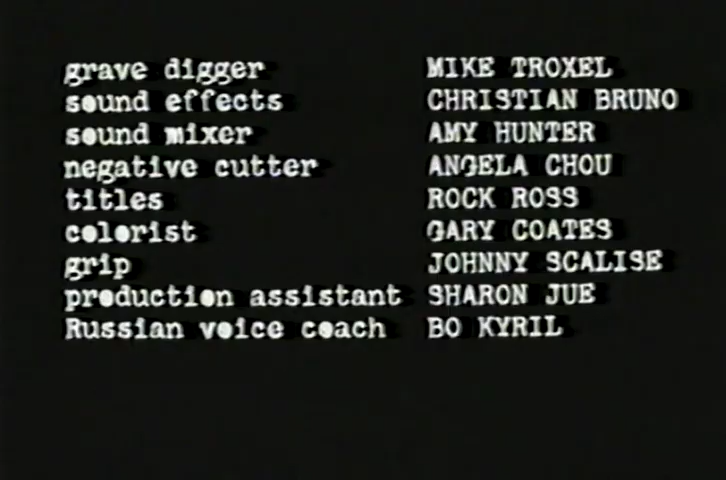 grave digger MIKE TROXEL
sound effects CHRISTIAN BRUNO
sound mixer AMY HUNTER
negative cutter ANGELA CHOU
titles ROCK ROSS
colorist GARY COATES
grip JOHNNY SCALISE
production assistant SHARON JUE
Russian voice coach BO KYRIL